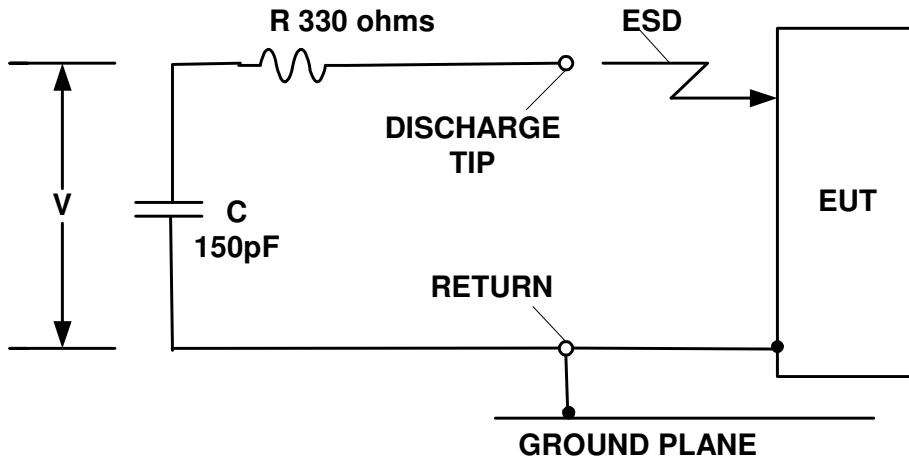 R 330 ohms
ESD
DISCHARGE
TIP
V
C
150pF
EUT
RETURN
GROUND PLANE